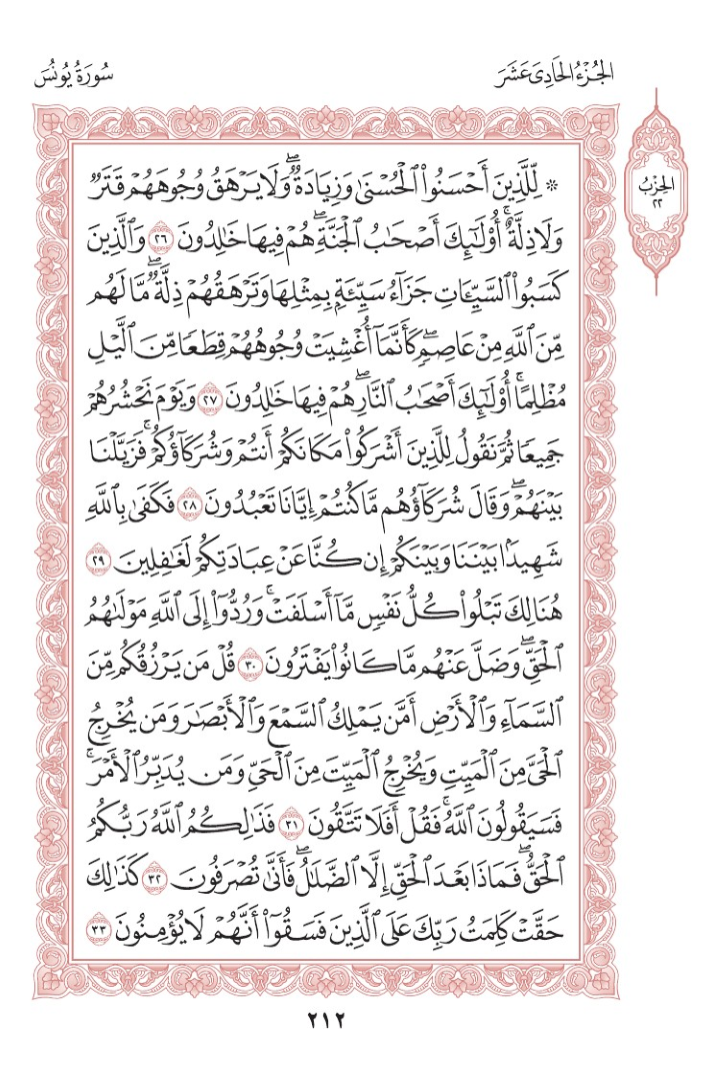 الجُزْءُ الحَادِىَ عَشَرَ
سُورَةُ يُونُسَ
الحِزْبُ
٢٢
۞ لِّلَّذِينَ أَحْسَنُوا۟ ٱلْحُسْنَىٰ وَزِيَادَةٌۖ وَلَا يَرْهَقُ وُجُوهَهُمْ قَتَرٌ
وَلَا ذِلَّةٌۚ أُو۟لَٰٓئِكَ أَصْحَٰبُ ٱلْجَنَّةِۖ هُمْ فِيهَا خَٰلِدُونَ ٢٦ وَٱلَّذِينَ
كَسَبُوا۟ ٱلسَّيِّـَٔاتِ جَزَآءُ سَيِّئَةٍۭ بِمِثْلِهَا وَتَرْهَقُهُمْ ذِلَّةٌۖ مَّا لَهُم
مِّنَ ٱللَّهِ مِنْ عَاصِمٍۖ كَأَنَّمَآ أُغْشِيَتْ وُجُوهُهُمْ قِطَعًا مِّنَ ٱلَّيْلِ
مُظْلِمًاۚ أُو۟لَٰٓئِكَ أَصْحَٰبُ ٱلنَّارِۖ هُمْ فِيهَا خَٰلِدُونَ ٢٧ وَيَوْمَ نَحْشُرُهُمْ
جَمِيعًا ثُمَّ نَقُولُ لِلَّذِينَ أَشْرَكُوا۟ مَكَانَكُمْ أَنتُمْ وَشُرَكَآؤُكُمْۚ فَزَيَّلْنَا
بَيْنَهُمْۖ وَقَالَ شُرَكَآؤُهُم مَّا كُنتُمْ إِيَّانَا تَعْبُدُونَ ٢٨ فَكَفَىٰ بِٱللَّهِ
شَهِيدًۢا بَيْنَنَا وَبَيْنَكُمْ إِن كُنَّا عَنْ عِبَادَتِكُمْ لَغَٰفِلِينَ ٢٩
هُنَالِكَ تَبْلُوا۟ كُلُّ نَفْسٍ مَّآ أَسْلَفَتْۚ وَرُدُّوٓا۟ إِلَى ٱللَّهِ مَوْلَىٰهُمُ
ٱلْحَقِّۖ وَضَلَّ عَنْهُم مَّا كَانُوا۟ يَفْتَرُونَ ٣٠ قُلْ مَن يَرْزُقُكُم مِّنَ
ٱلسَّمَآءِ وَٱلْأَرْضِ أَمَّن يَمْلِكُ ٱلسَّمْعَ وَٱلْأَبْصَٰرَ وَمَن يُخْرِجُ
ٱلْحَىَّ مِنَ ٱلْمَيِّتِ وَيُخْرِجُ ٱلْمَيِّتَ مِنَ ٱلْحَىِّ وَمَن يُدَبِّرُ ٱلْأَمْرَۚ
فَسَيَقُولُونَ ٱللَّهُۚ فَقُلْ أَفَلَا تَتَّقُونَ ٣١ فَذَٰلِكُمُ ٱللَّهُ رَبُّكُمُ
ٱلْحَقُّۖ فَمَاذَا بَعْدَ ٱلْحَقِّ إِلَّا ٱلضَّلَٰلُۖ فَأَنَّىٰ تُصْرَفُونَ ٣٢ كَذَٰلِكَ
حَقَّتْ كَلِمَتُ رَبِّكَ عَلَى ٱلَّذِينَ فَسَقُوٓا۟ أَنَّهُمْ لَا يُؤْمِنُونَ ٣٣
٢١٢